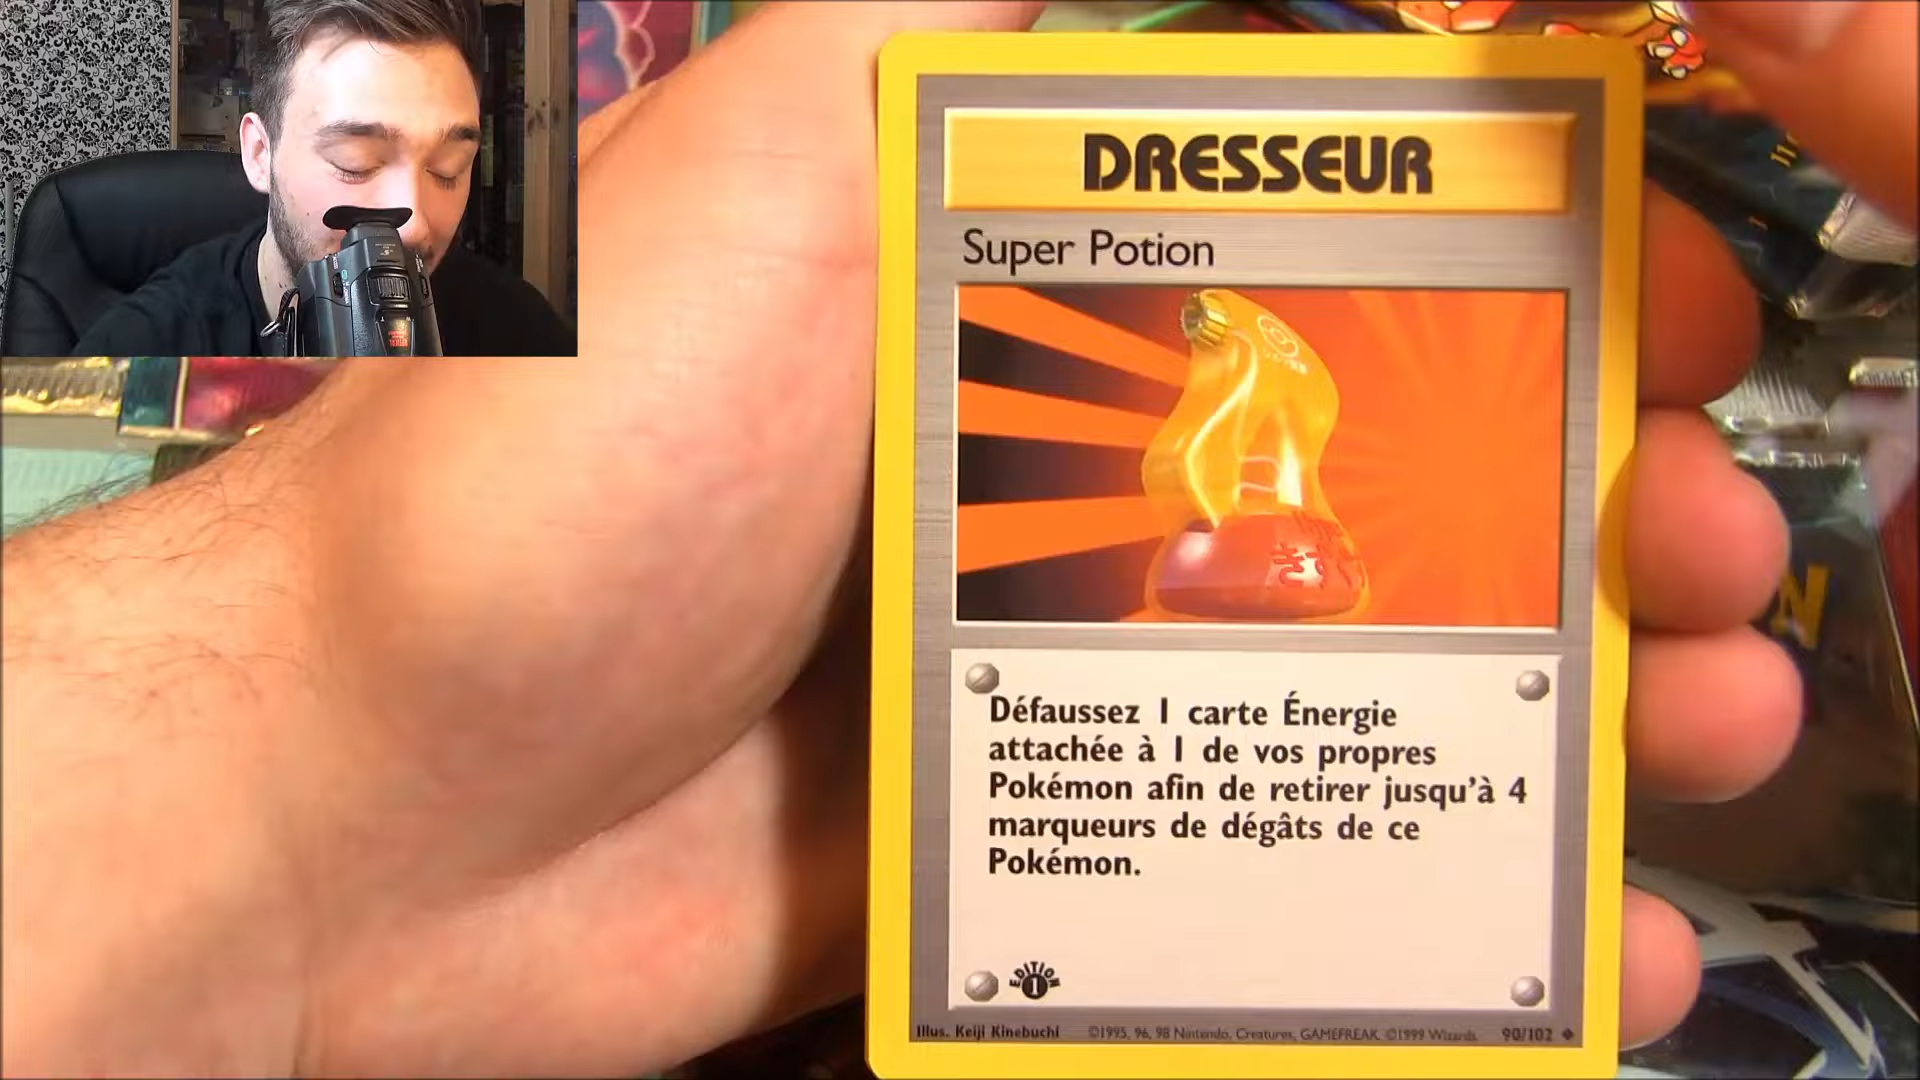 DRESSEUR
Super Potion
Défaussez 1 carte Énergie
attachée à 1 de vos propres
Pokémon afin de retirer jusqu'à 4
marqueurs de dégâts de ce
Pokémon.
EDITION
1
Illus. Keiji Kinebuchi ©1995, 96, 98 Nintendo, Creatures, GAMEFREAK. ©1999 Wizards. 90/102